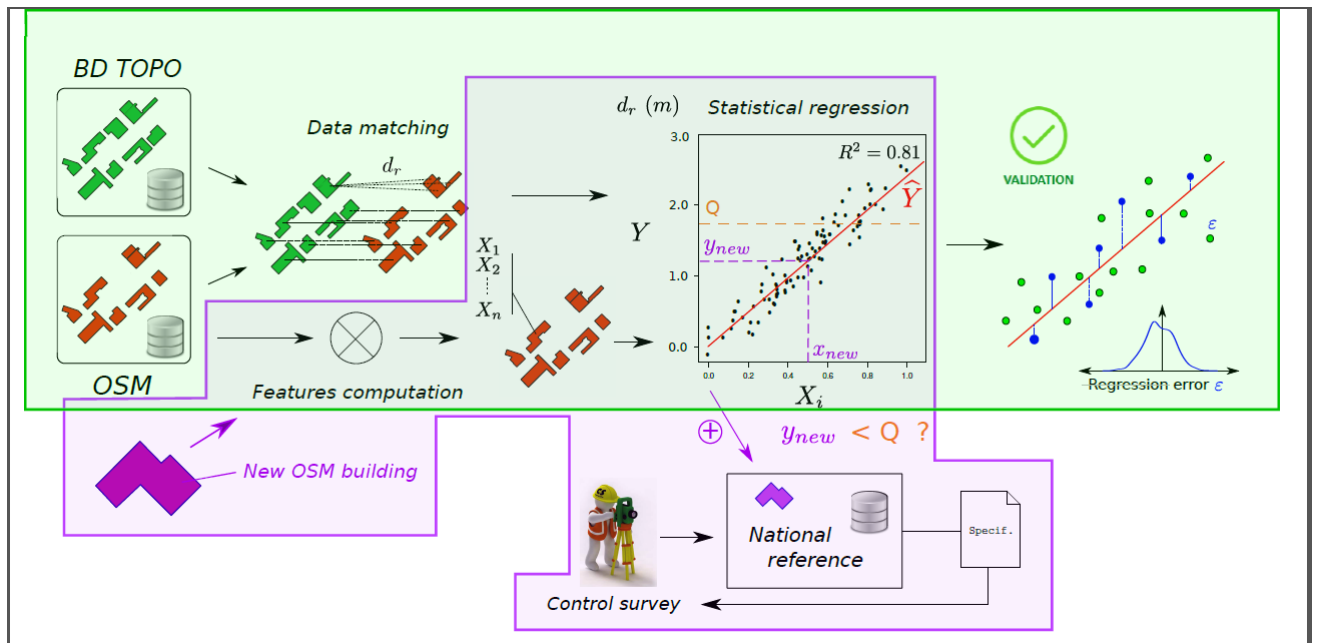 BD TOPO
OSM
Data matching
d_r
Features computation
X_1
X_2
X_n
d_r (m)
Statistical regression
3.0
2.0
1.0
0.0
Y
R² = 0.81
Ŷ
Q
y_new
x_new
0.0 0.2 0.4 0.6 0.8 1.0
X_i
VALIDATION
ε
Regression error ε
New OSM building
y_new < Q ?
National
reference
Specif.
Control survey